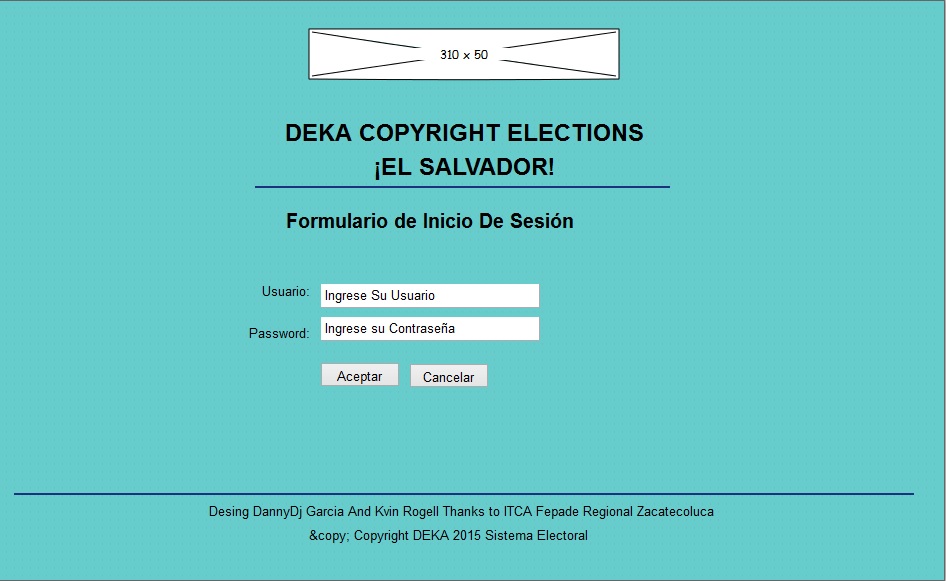 310 x 50
DEKA COPYRIGHT ELECTIONS
¡EL SALVADOR!
Formulario de Inicio De Sesión
Usuario: Ingrese Su Usuario
Password: Ingrese su Contraseña
Aceptar Cancelar
Desing DannyDj Garcia And Kvin Rogell Thanks to ITCA Fepade Regional Zacatecoluca
&copy; Copyright DEKA 2015 Sistema Electoral